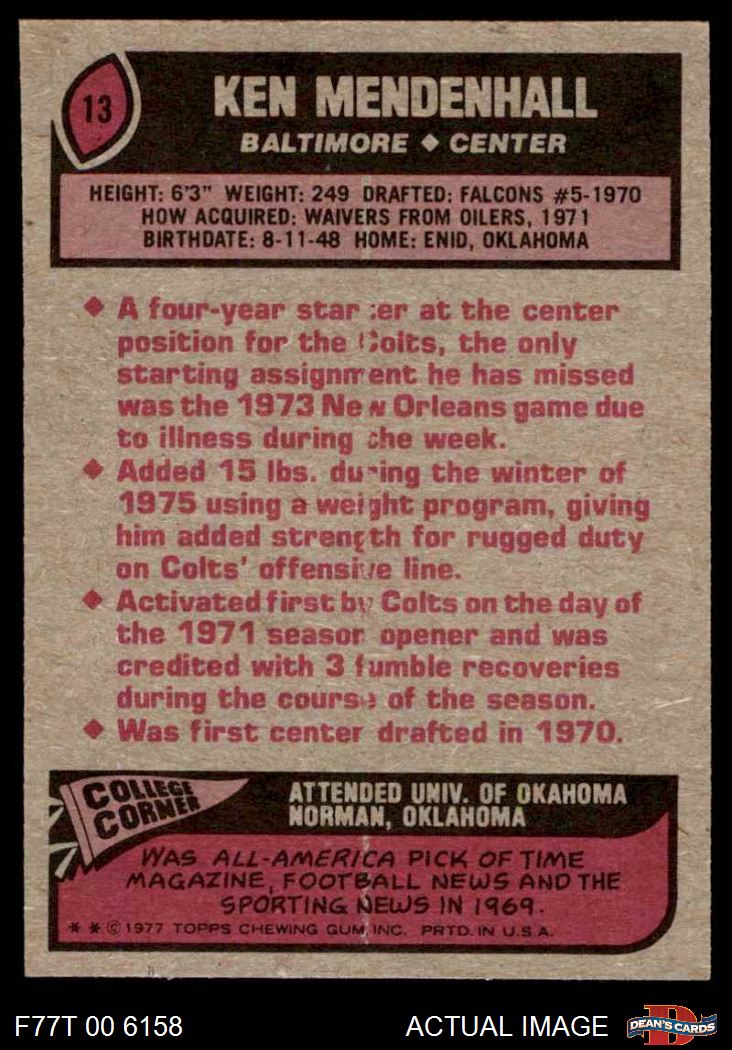 13
KEN MENDENHALL
BALTIMORE ◆ CENTER
HEIGHT: 6'3" WEIGHT: 249 DRAFTED: FALCONS #5-1970
HOW ACQUIRED: WAIVERS FROM OILERS, 1971
BIRTHDATE: 8-11-48 HOME: ENID, OKLAHOMA
◆ A four-year starter at the center
position for the Colts, the only
starting assignment he has missed
was the 1973 New Orleans game due
to illness during the week.
◆ Added 15 lbs. during the winter of
1975 using a weight program, giving
him added strength for rugged duty
on Colts' offensive line.
◆ Activated first by Colts on the day of
the 1971 season opener and was
credited with 3 fumble recoveries
during the course of the season.
◆ Was first center drafted in 1970.
COLLEGE
CORNER
ATTENDED UNIV. OF OKAHOMA
NORMAN, OKLAHOMA
WAS ALL-AMERICA PICK OF TIME
MAGAZINE, FOOTBALL NEWS AND THE
SPORTING NEWS IN 1969.
* * © 1977 TOPPS CHEWING GUM, INC. PRTD. IN U.S.A.
F77T 00 6158
ACTUAL IMAGE
D
DEAN'S CARDS